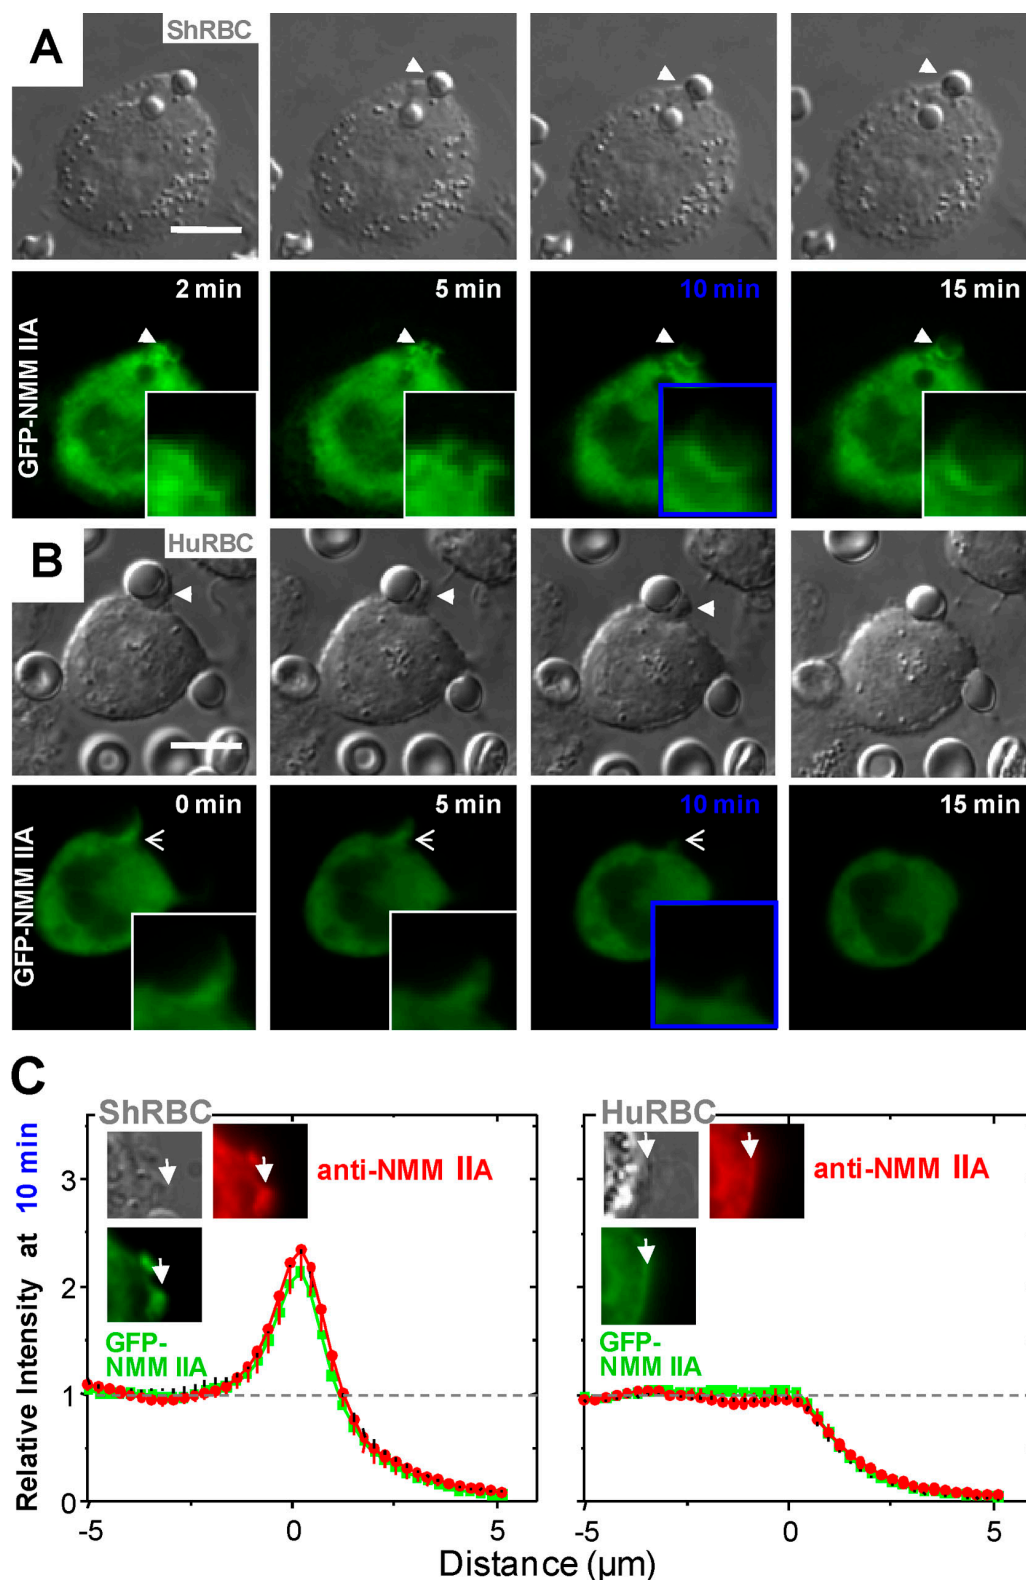 A
ShRBC
GFP-NMM IIA
2 min
5 min
10 min
15 min
B
HuRBC
GFP-NMM IIA
0 min
5 min
10 min
15 min
C
Relative Intensity at 10 min
ShRBC
anti-NMM IIA
GFP-
NMM IIA
3
2
1
0
-5
0
5
HuRBC
anti-NMM IIA
GFP-
NMM IIA
-5
0
5
Distance (µm)